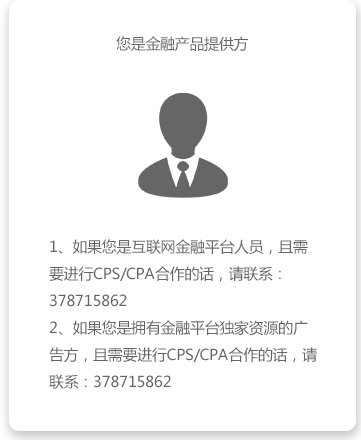 您是金融产品提供方
1、如果您是互联网金融平台人员，且需
要进行CPS/CPA合作的话，请联系：
378715862
2、如果您是拥有金融平台独家资源的广
告方，且需要进行CPS/CPA合作的话，请
联系：378715862